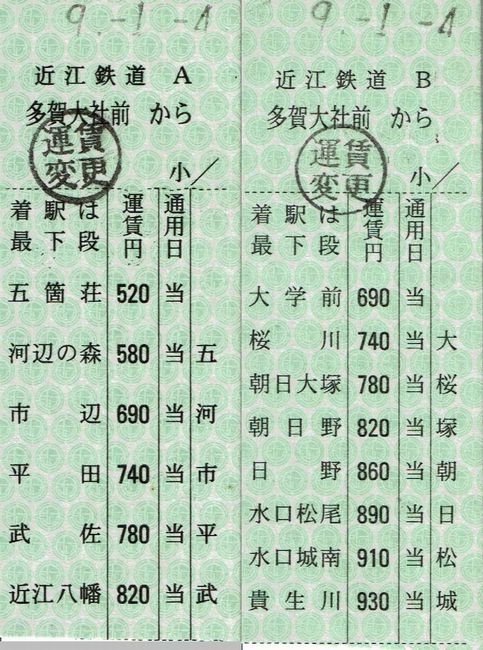 9.-1-4
近江鉄道 A
多賀大社前 から
運賃
変更
小/
着駅は 運賃円 通用日
最下段
五箇荘 520 当
河辺の森 580 当 五
市辺 690 当 河
平田 740 当 市
武佐 780 当 平
近江八幡 820 当 武
9.-1-4
近江鉄道 B
多賀大社前 から
運賃
変更
小/
着駅は 運賃円 通用日
最下段
大学前 690 当
桜川 740 当 大
朝日大塚 780 当 桜
朝日野 820 当 塚
日野 860 当 朝
水口松尾 890 当 日
水口城南 910 当 松
貴生川 930 当 城